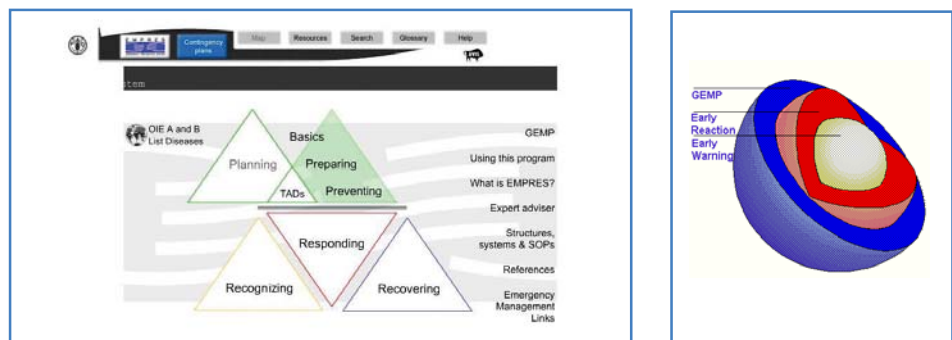 EMPRES
Contingency
plans
Map
Resources
Search
Glossary
Help
stem
OIE A and B
List Diseases
Planning
Basics
Preparing
TADs
Preventing
Responding
Recognizing
Recovering
GEMP
Using this program
What is EMPRES?
Expert adviser
Structures,
systems & SOPs
References
Emergency
Management
Links
GEMP
Early
Reaction
Early
Warning